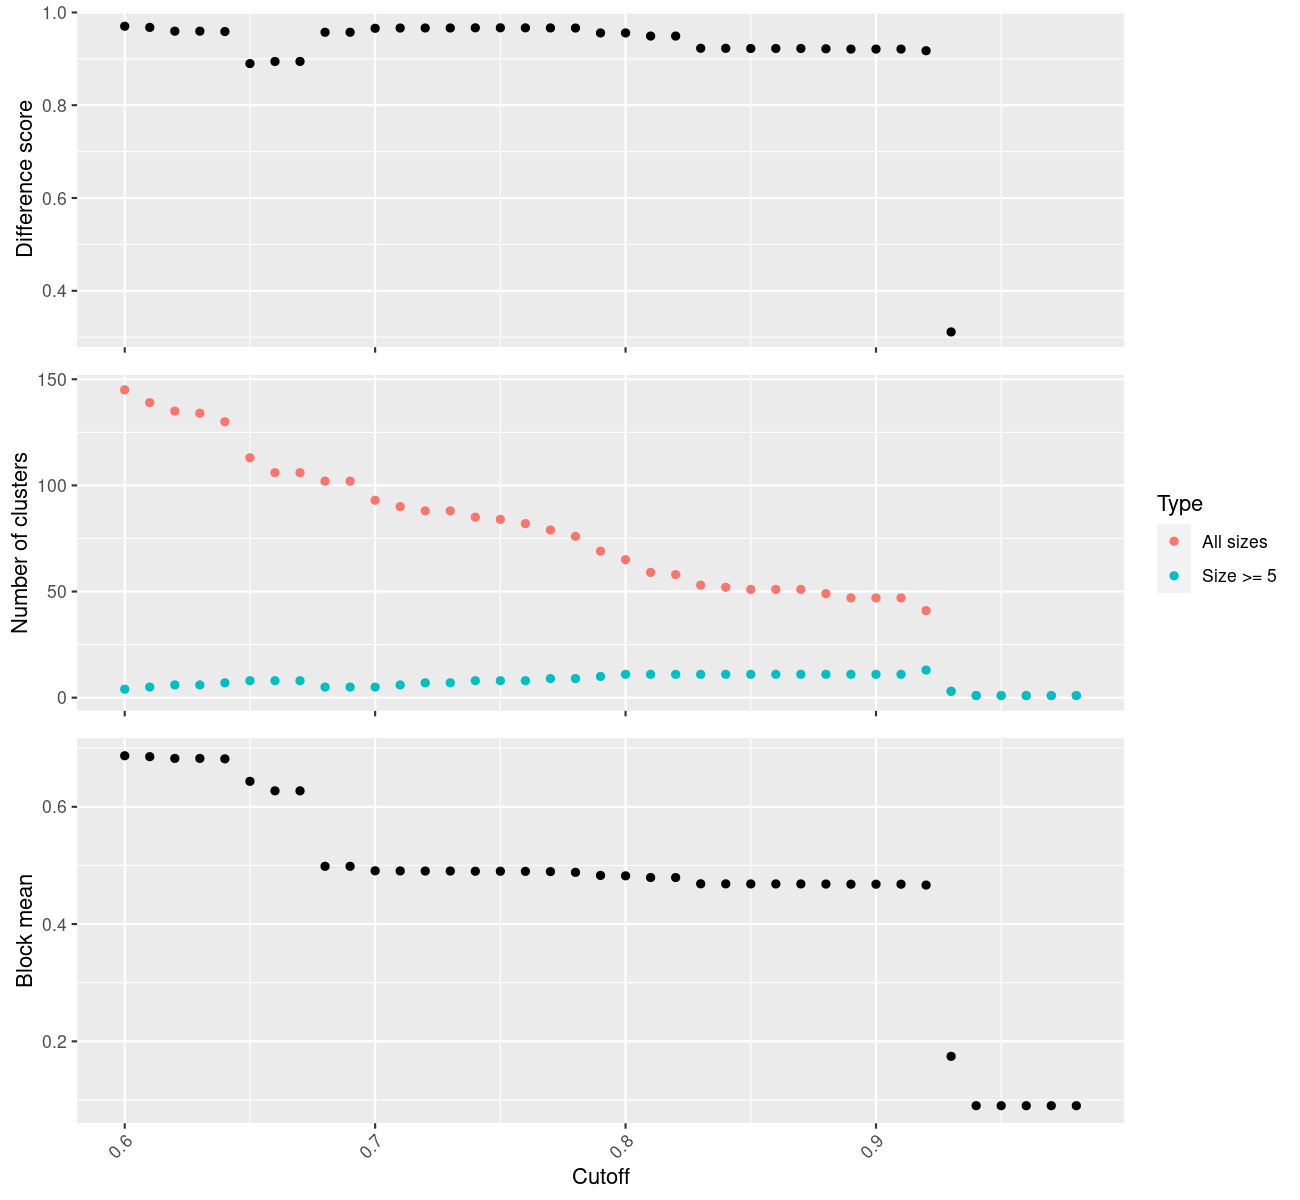 1.0
0.8
0.6
0.4
Difference score
150
100
50
0
Number of clusters
Type
All sizes
Size >= 5
0.6
0.4
0.2
Block mean
0.6
0.7
0.8
0.9
Cutoff